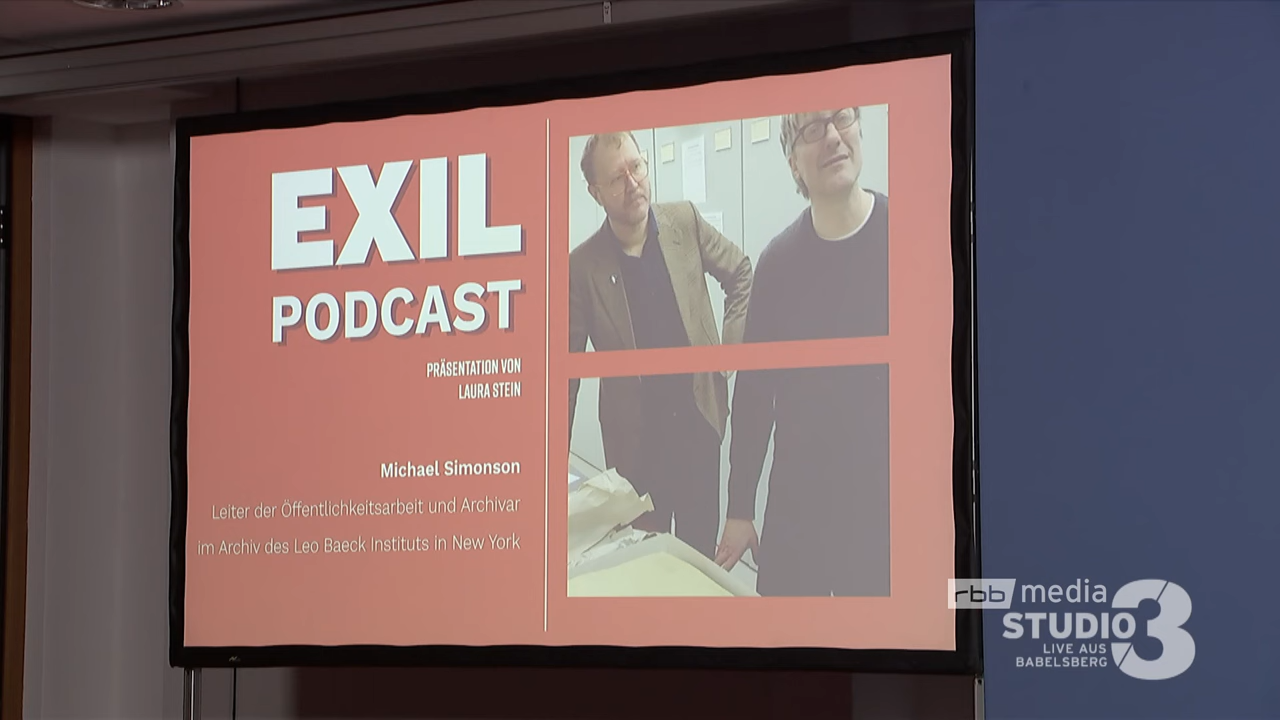 EXIL
PODCAST
PRÄSENTATION VON
LAURA STEIN
Michael Simonson
Leiter der Öffentlichkeitsarbeit und Archivar
im Archiv des Leo Baeck Instituts in New York
rbb media
STUDIO 3
LIVE AUS
BABELSBERG